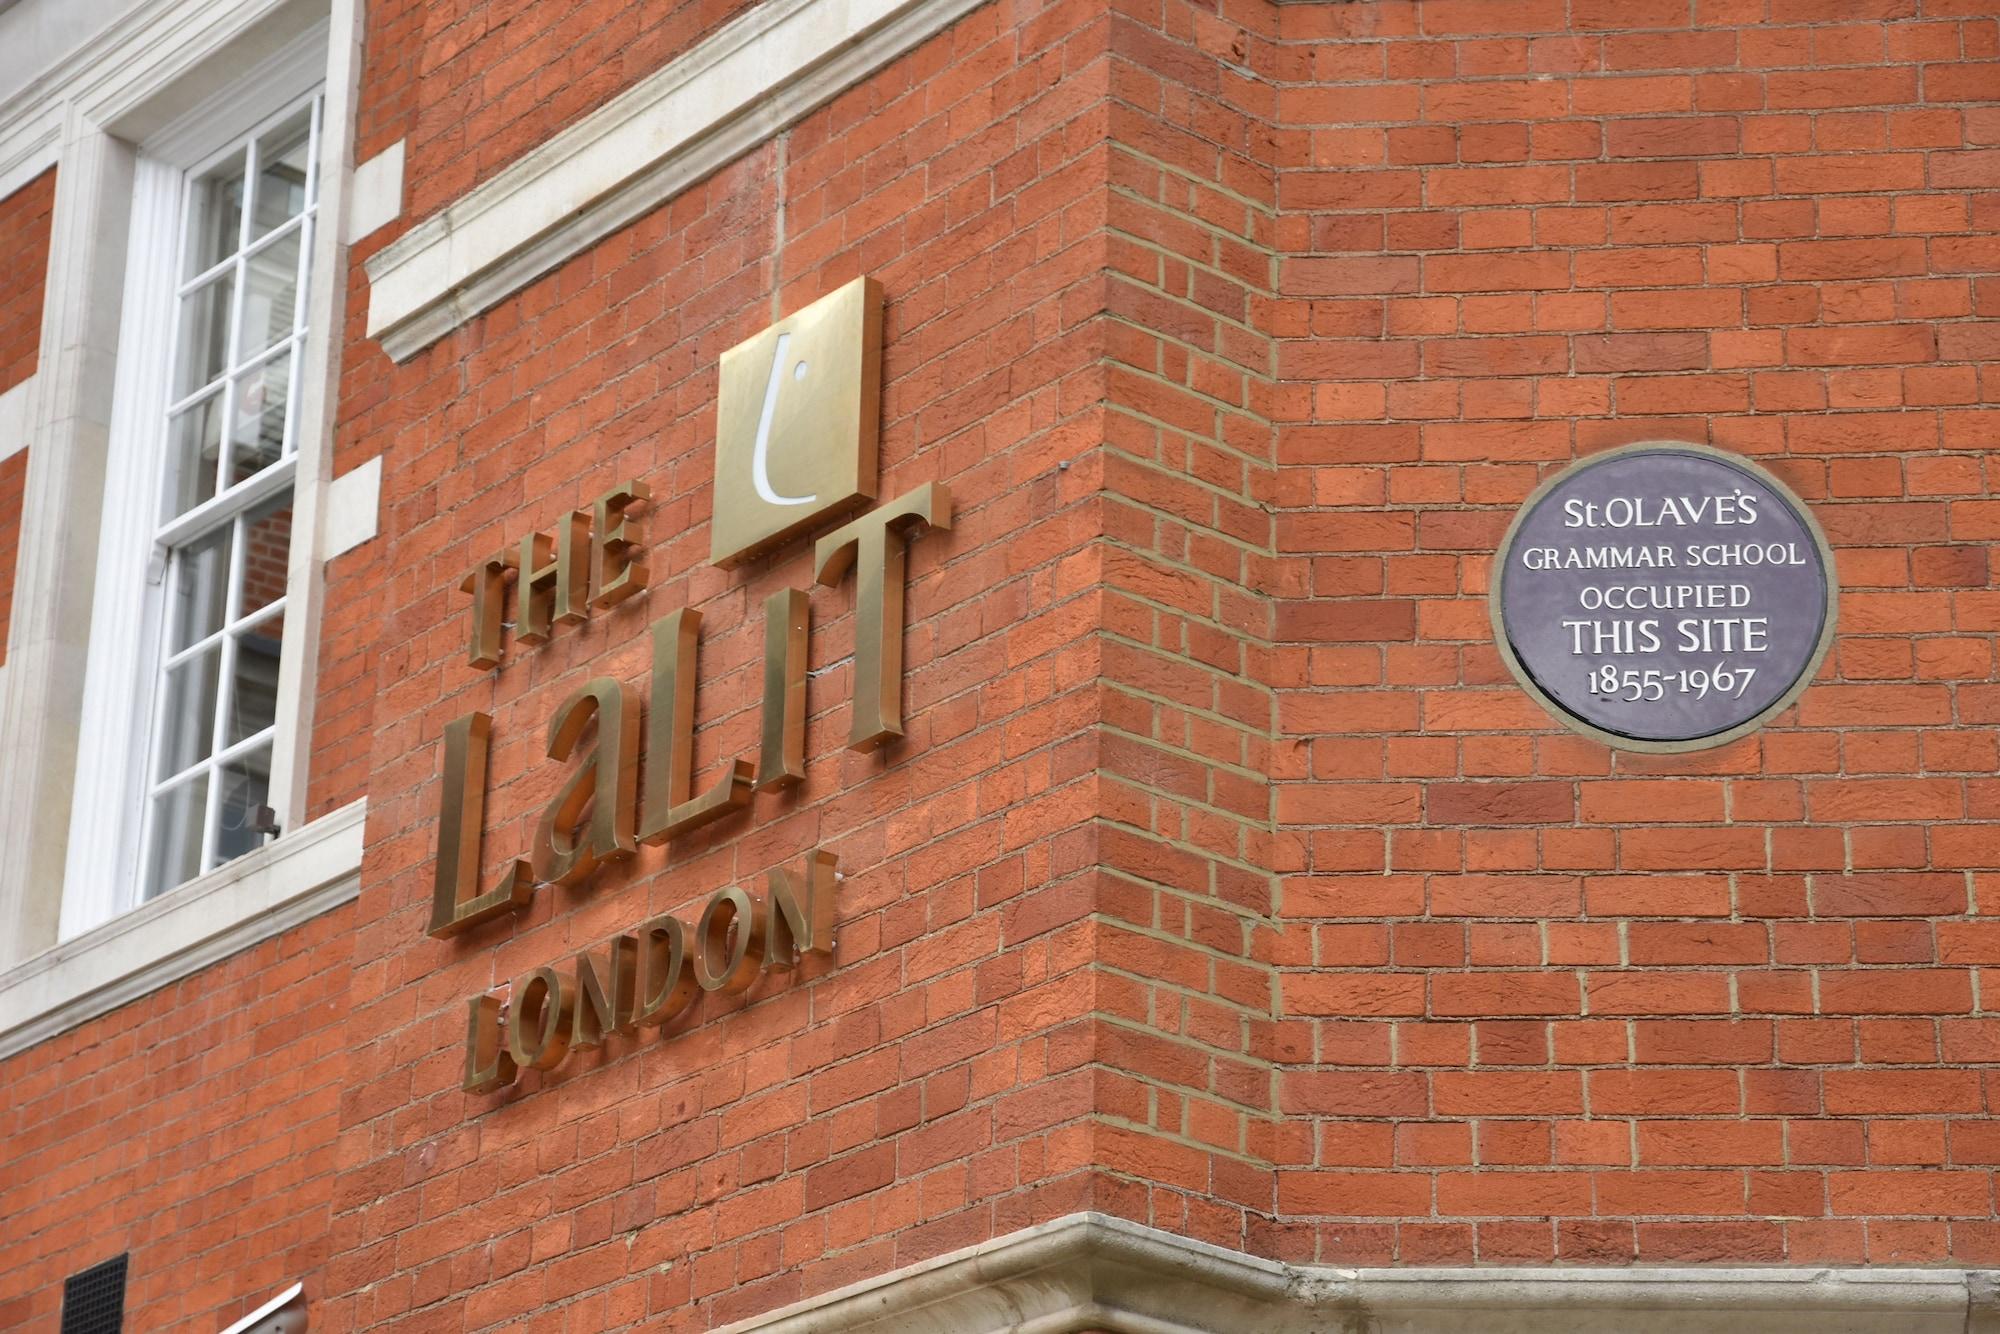 THE
LaLIT
LONDON
St.OLAVE'S
GRAMMAR SCHOOL
OCCUPIED
THIS SITE
1855-1967